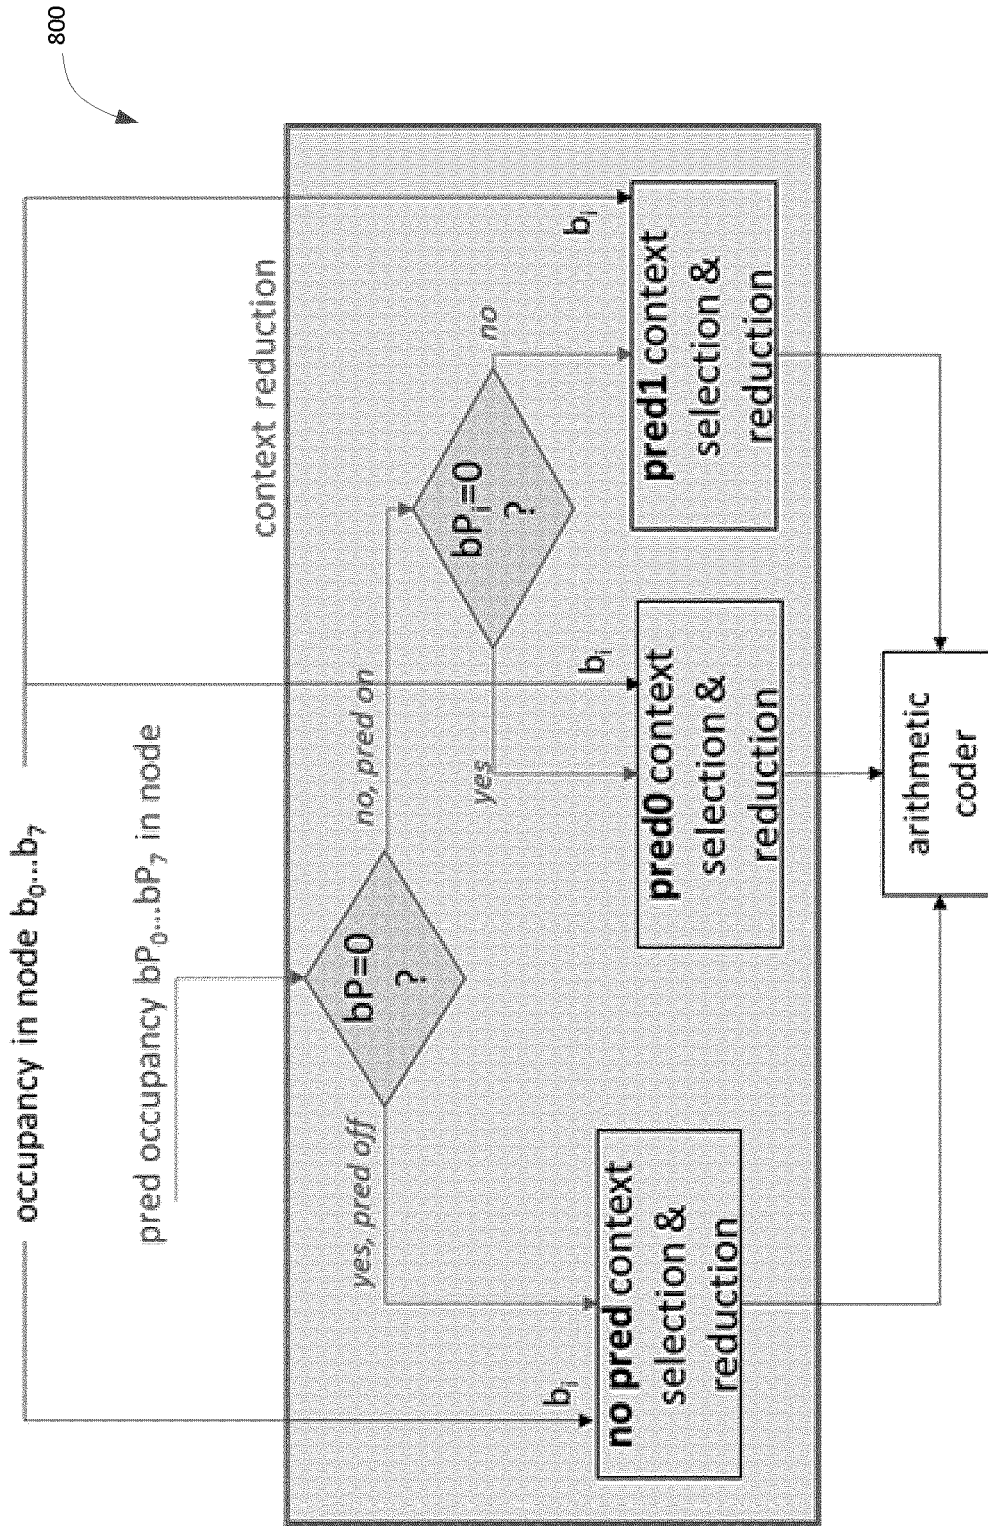 800
occupancy in node b₀...b₇
pred occupancy bP₀...bP₇ in node
context reduction
bP=0
?
yes, pred off
no, pred on
bPᵢ=0
?
yes
no
bᵢ
no pred context
selection &
reduction
bᵢ
pred0 context
selection &
reduction
bᵢ
pred1 context
selection &
reduction
arithmetic
coder